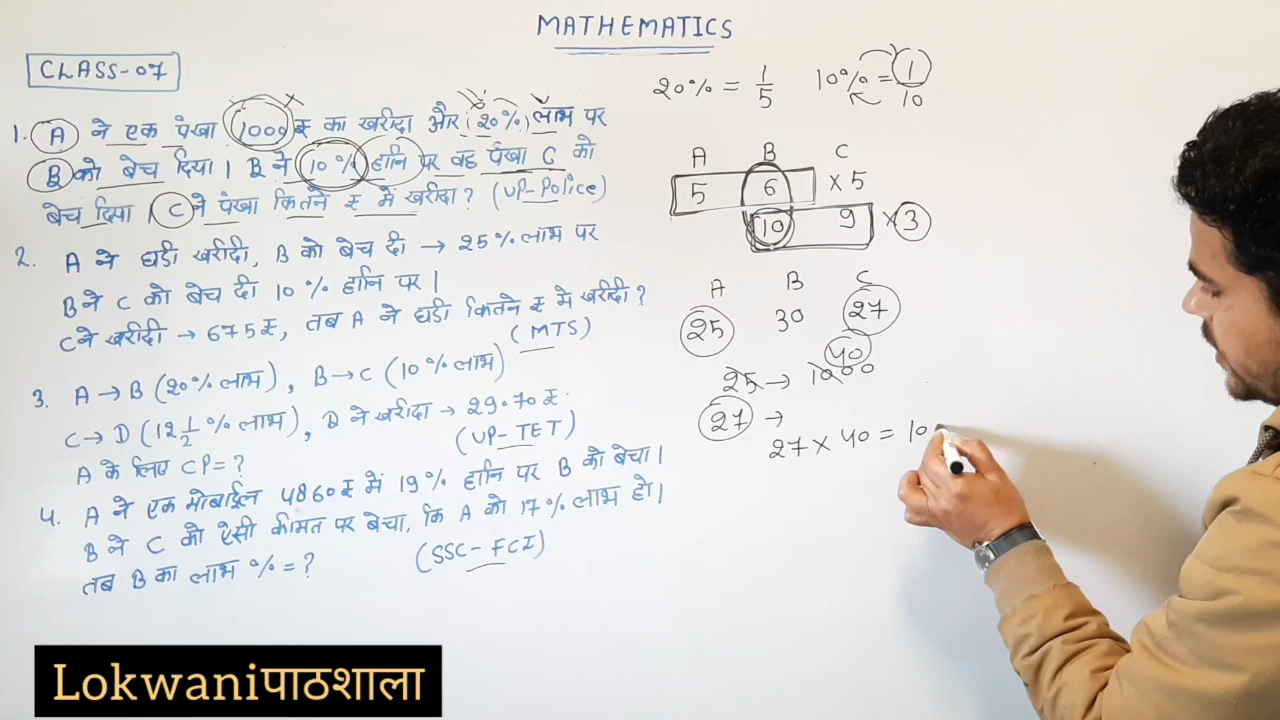 MATHEMATICS
CLASS-07
1. A ने एक पंखा 1000₹ का खरीदा और (20%) लाभ पर
B को बेच दिया। B ने 10% हानि पर वह पंखा C को
बेच दिया। C ने पंखा कितने ₹ में खरीदा? (UP-Police)
2. A ने घडी खरीदी, B को बेच दी → 25% लाभ पर
B ने C को बेच दी 10% हानि पर।
C ने खरीदी → 675₹, तब A ने घडी कितने ₹ मे खरीदी?
(MTS)
3. A → B (20% लाभ), B → C (10% लाभ)
C → D (12 1/2 % लाभ), D ने खरीदा → 29.70 ₹.
A के लिए CP = ?
(UP-TET)
4. A ने एक मोबाईल 4860₹ में 19% हानि पर B को बेचा।
B ने C को ऐसी कीमत पर बेचा, कि A को 17% लाभ हो।
तब B का लाभ % = ?
(SSC-FCI)
20% = 1/5 10% = 1/10
A B C
5 6 × 5
10 9 × 3
A B C
25 30 27
40
25 → 1000
27 →
27 × 40 = 10
Lokwaniपाठशाला